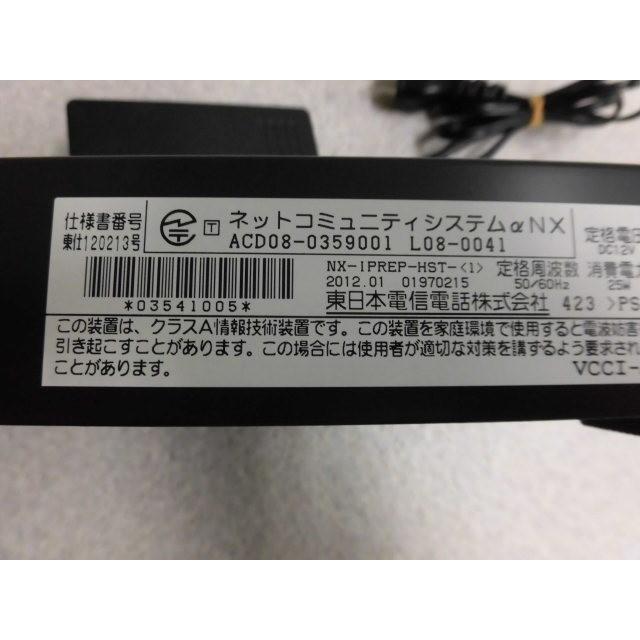 仕様書番号
東仕120213号
T ネットコミュニティシステムαNX
ACD08-0359001 L08-0041
定格電圧
DC12V
*03541005*
NX-1PREP-HST-<1> 定格周波数 消費電力
2012.01 01970215 50/60Hz 25W
東日本電信電話株式会社 423 >PS
この装置は、クラスA情報技術装置です。この装置を家庭環境で使用すると電波妨害
引き起こすことがあります。この場合には使用者が適切な対策を講ずるよう要求され
ことがあります。
VCCI-